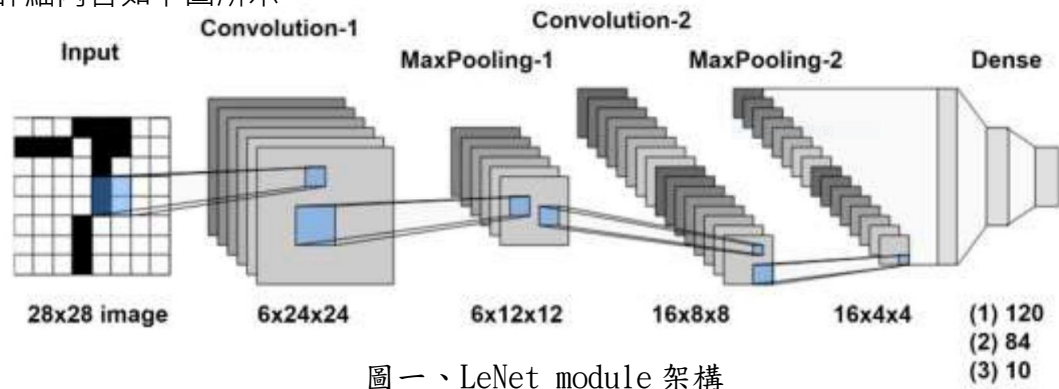 Convolution-1
Convolution-2
Input
MaxPooling-1
MaxPooling-2
Dense
28x28 image
6x24x24
6x12x12
16x8x8
16x4x4
(1) 120
(2) 84
(3) 10
圖一、LeNet module 架構